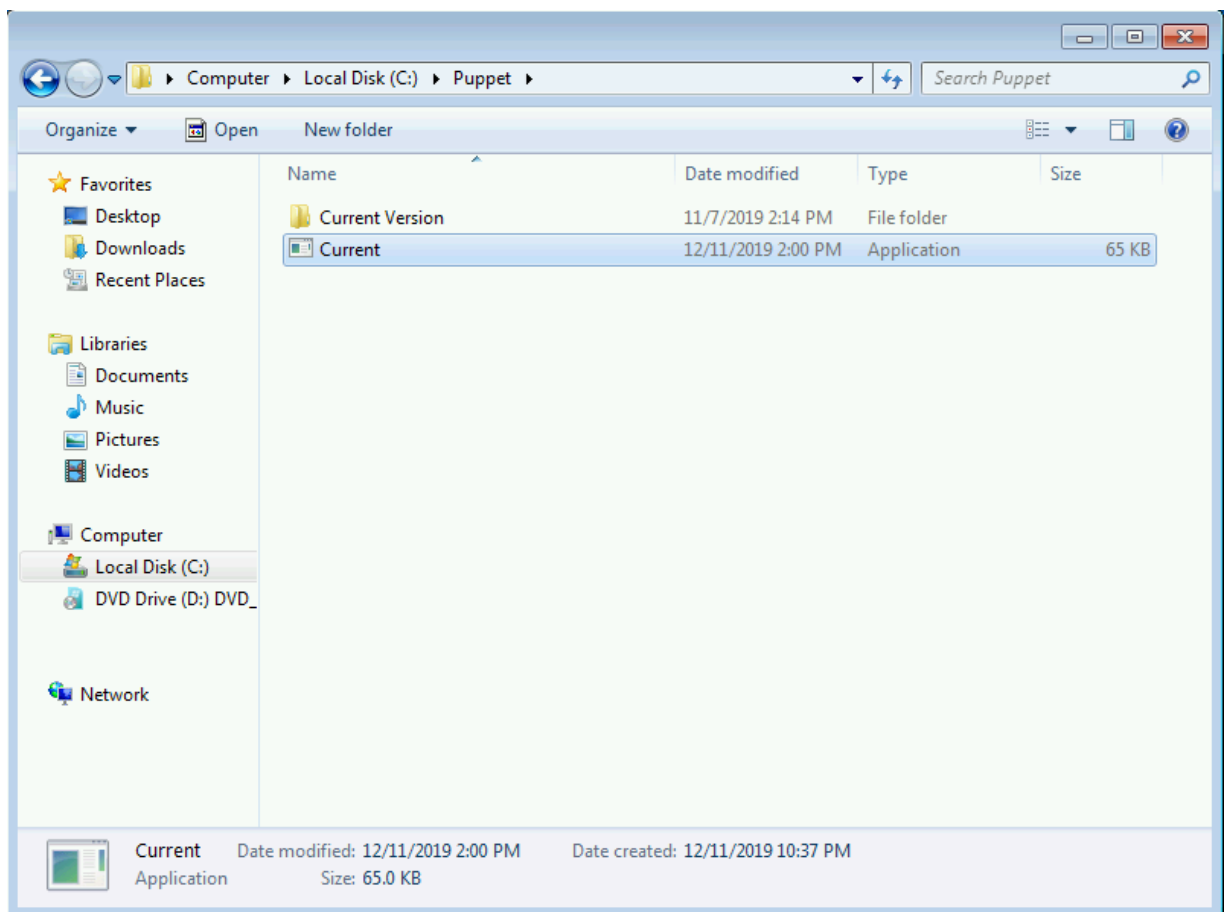 Computer Local Disk (C:) Puppet Search Puppet
Organize Open New folder
Name Date modified Type Size
Favorites
Desktop
Downloads
Recent Places
Libraries
Documents
Music
Pictures
Videos
Computer
Local Disk (C:)
DVD Drive (D:) DVD_
Network
Current Version 11/7/2019 2:14 PM File folder
Current 12/11/2019 2:00 PM Application 65 KB
Current Date modified: 12/11/2019 2:00 PM Date created: 12/11/2019 10:37 PM
Application Size: 65.0 KB